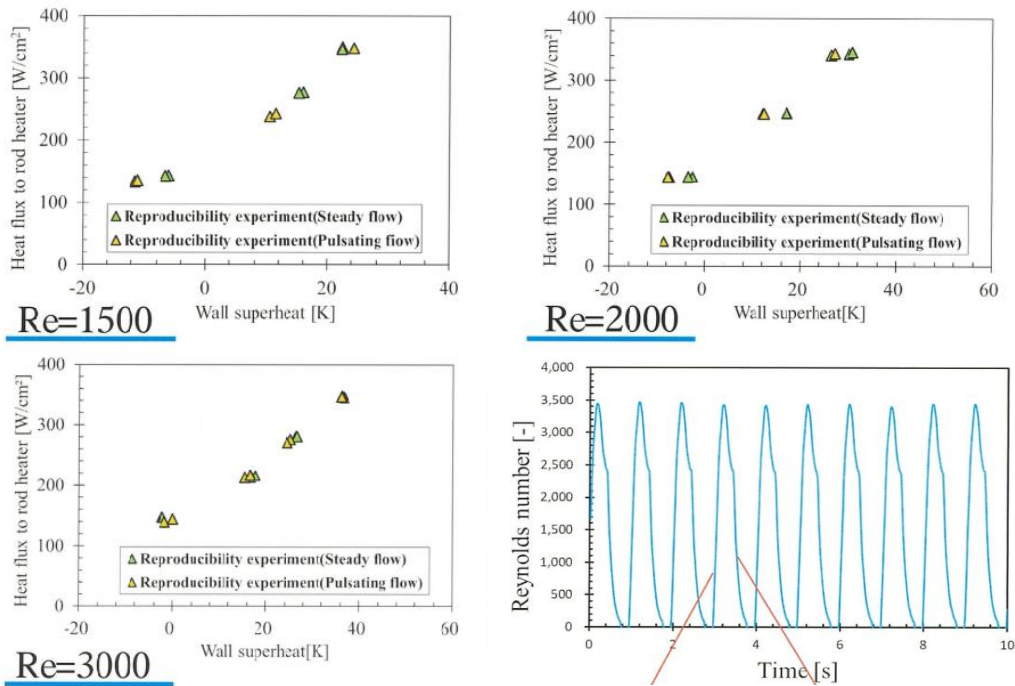 Heat flux to rod heater [W/cm²]
400
300
200
100
0
Reproducibility experiment(Steady flow)
Reproducibility experiment(Pulsating flow)
-20
0
20
40
Wall superheat [K]
Re=1500
Heat flux to rod heater [W/cm²]
400
300
200
100
0
Reproducibility experiment(Steady flow)
Reproducibility experiment(Pulsating flow)
-20
0
20
40
60
Wall superheat[K]
Re=2000
Heat flux to rod heater [W/cm²]
400
300
200
100
0
Reproducibility experiment(Steady flow)
Reproducibility experiment(Pulsating flow)
-20
0
20
40
60
Wall superheat[K]
Re=3000
Reynolds number [-]
4,000
3,500
3,000
2,500
2,000
1,500
1,000
500
0
0
2
4
6
8
10
Time [s]